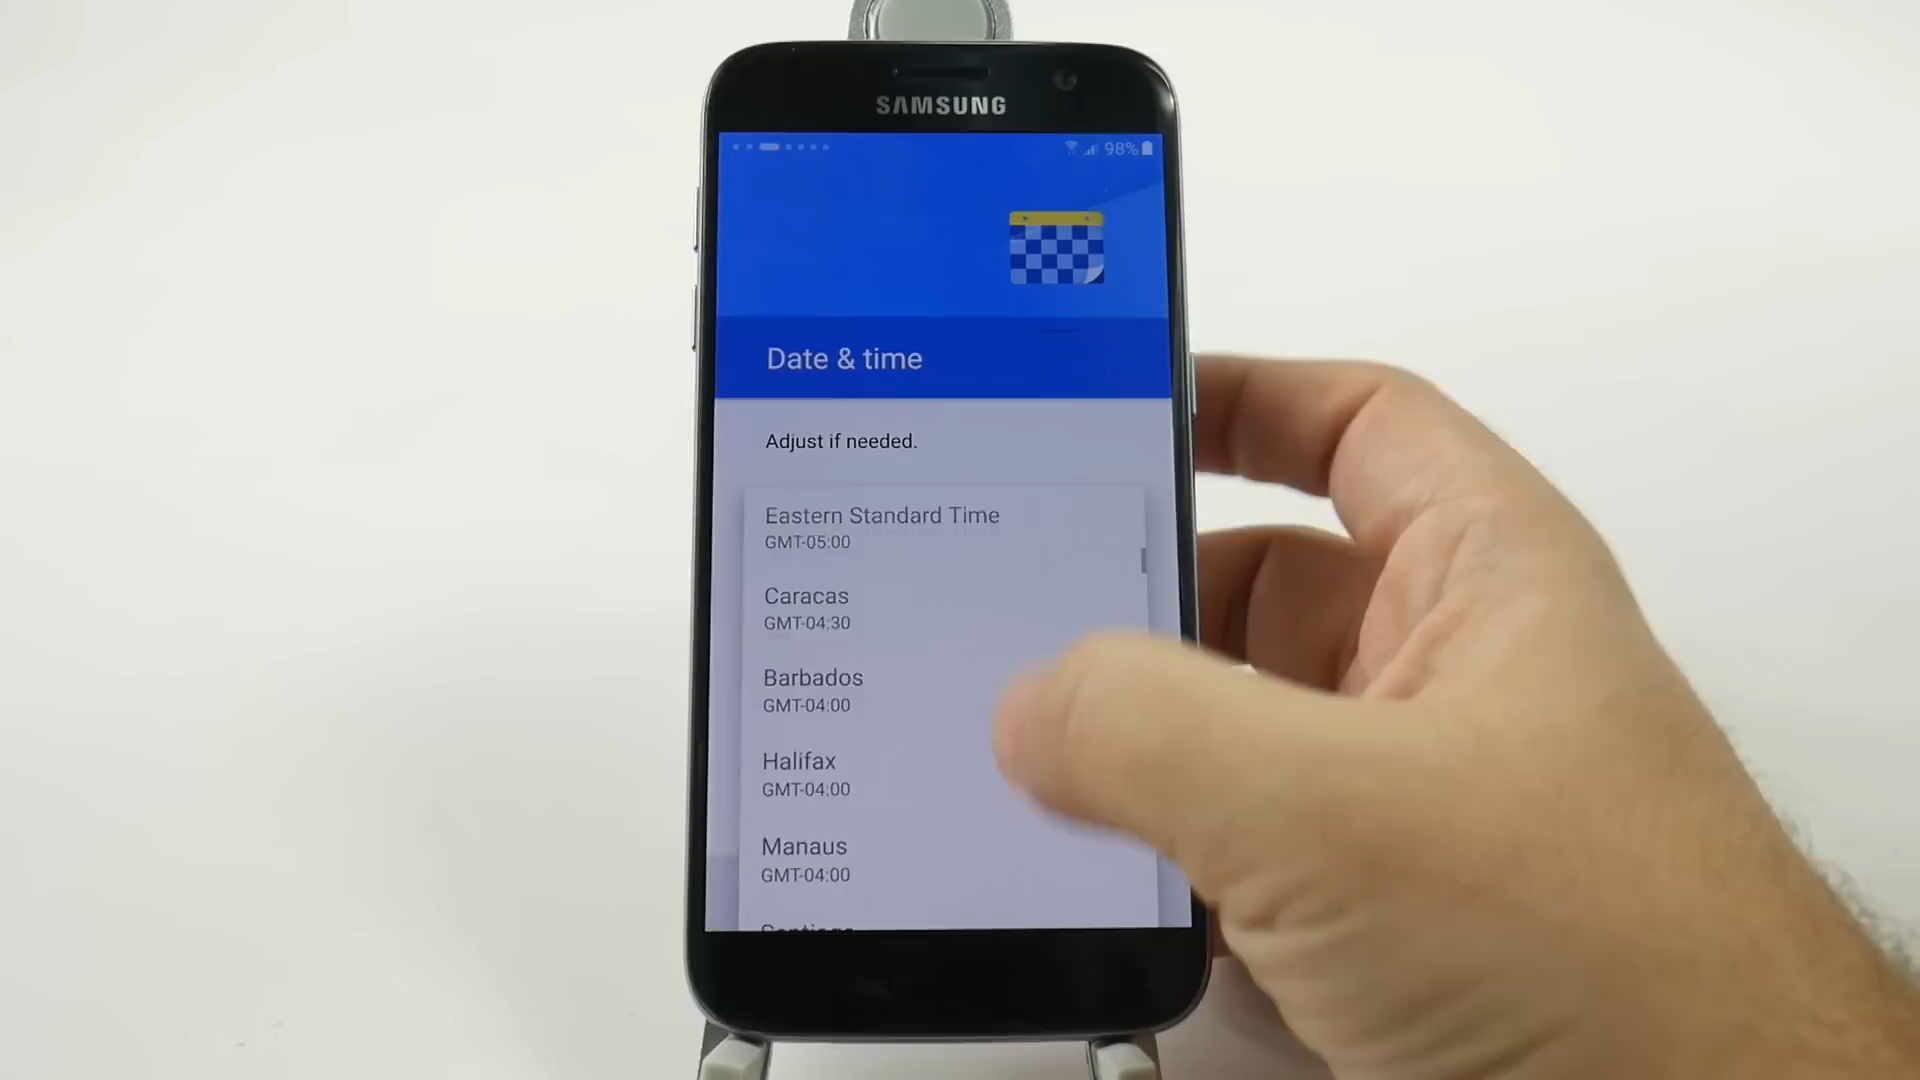 SAMSUNG
98%
Date & time
Adjust if needed.
Eastern Standard Time
GMT-05:00
Caracas
GMT-04:30
Barbados
GMT-04:00
Halifax
GMT-04:00
Manaus
GMT-04:00